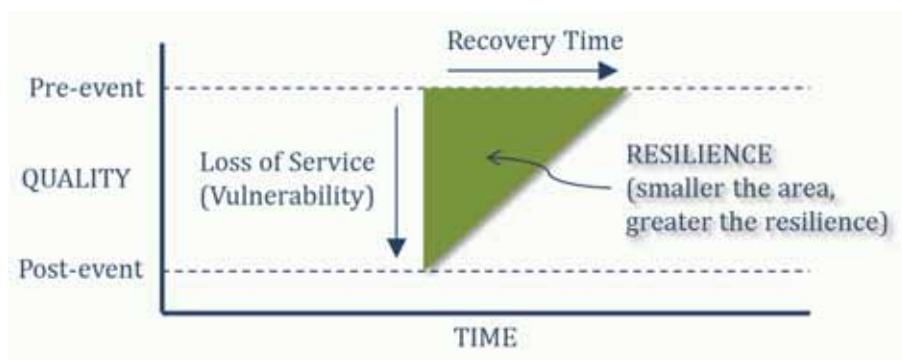 Recovery Time
Pre-event
Loss of Service
(Vulnerability)
QUALITY
RESILIENCE
(smaller the area,
greater the resilience)
Post-event
TIME